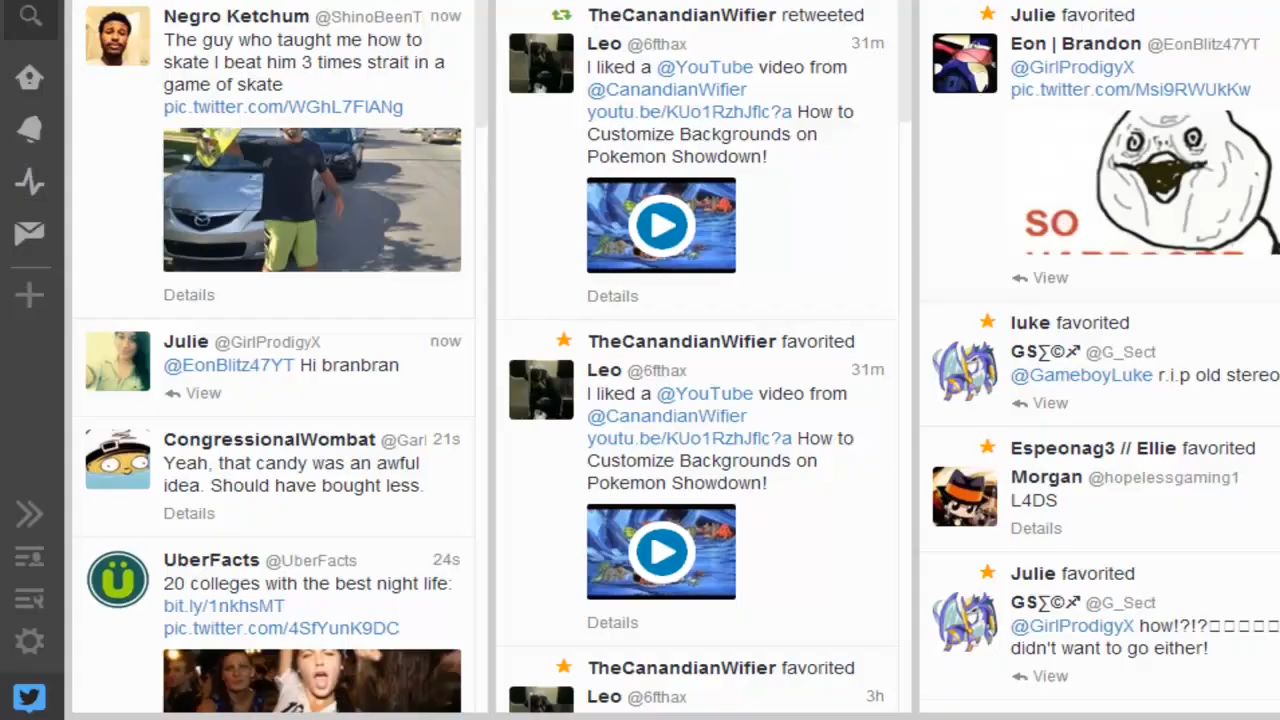 Negro Ketchum @ShinoBeenT now
The guy who taught me how to
skate I beat him 3 times strait in a
game of skate
pic.twitter.com/WGhL7FlANg
Details
Julie @GirlProdigyX now
@EonBlitz47YT Hi branbran
View
CongressionalWombat @Garl 21s
Yeah, that candy was an awful
idea. Should have bought less.
Details
UberFacts @UberFacts 24s
20 colleges with the best night life:
bit.ly/1nkhsMT
pic.twitter.com/4SfYunK9DC
TheCanandianWifier retweeted
Leo @6fthax 31m
I liked a @YouTube video from
@CanandianWifier
youtu.be/KUo1RzhJflc?a How to
Customize Backgrounds on
Pokemon Showdown!
Details
TheCanandianWifier favorited
Leo @6fthax 31m
I liked a @YouTube video from
@CanandianWifier
youtu.be/KUo1RzhJflc?a How to
Customize Backgrounds on
Pokemon Showdown!
Details
TheCanandianWifier favorited
Leo @6fthax 3h
Julie favorited
Eon | Brandon @EonBlitz47YT
@GirlProdigyX
pic.twitter.com/Msi9RWUkKw
SO
View
luke favorited
GS∑©♐ @G_Sect
@GameboyLuke r.i.p old stereo
View
Espeonag3 // Ellie favorited
Morgan @hopelessgaming1
L4DS
Details
Julie favorited
GS∑©♐ @G_Sect
@GirlProdigyX how!?!?□□□□□
didn't want to go either!
View